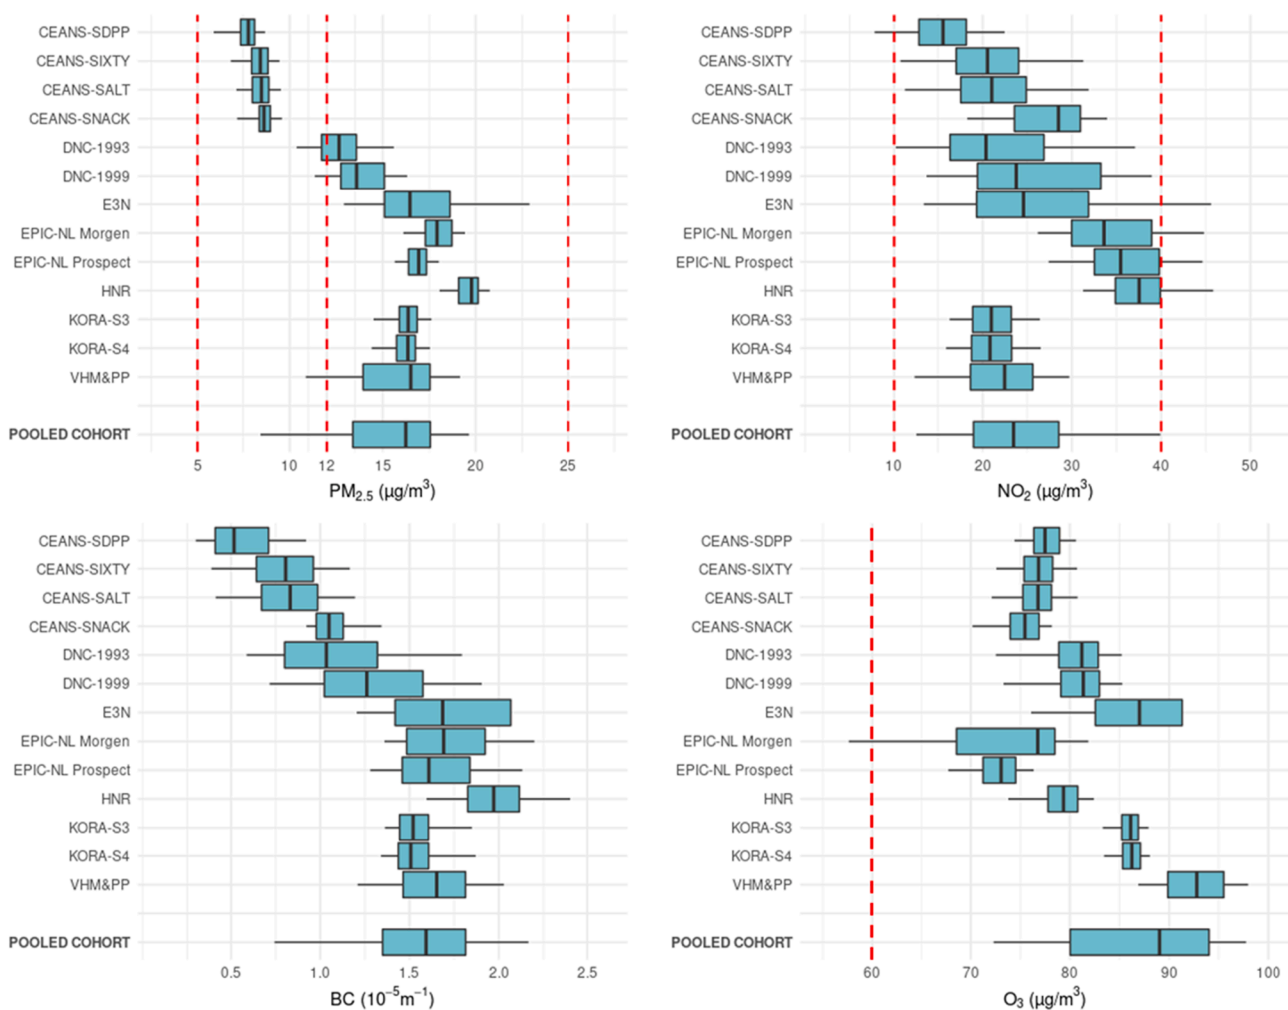 CEANS-SDPP
CEANS-SIXTY
CEANS-SALT
CEANS-SNACK
DNC-1993
DNC-1999
E3N
EPIC-NL Morgen
EPIC-NL Prospect
HNR
KORA-S3
KORA-S4
VHM&PP
POOLED COHORT
5 10 12 15 20 25
PM2.5 (µg/m³)
CEANS-SDPP
CEANS-SIXTY
CEANS-SALT
CEANS-SNACK
DNC-1993
DNC-1999
E3N
EPIC-NL Morgen
EPIC-NL Prospect
HNR
KORA-S3
KORA-S4
VHM&PP
POOLED COHORT
10 20 30 40 50
NO2 (µg/m³)
CEANS-SDPP
CEANS-SIXTY
CEANS-SALT
CEANS-SNACK
DNC-1993
DNC-1999
E3N
EPIC-NL Morgen
EPIC-NL Prospect
HNR
KORA-S3
KORA-S4
VHM&PP
POOLED COHORT
0.5 1.0 1.5 2.0 2.5
BC (10⁻⁵m⁻¹)
CEANS-SDPP
CEANS-SIXTY
CEANS-SALT
CEANS-SNACK
DNC-1993
DNC-1999
E3N
EPIC-NL Morgen
EPIC-NL Prospect
HNR
KORA-S3
KORA-S4
VHM&PP
POOLED COHORT
60 70 80 90 100
O3 (µg/m³)